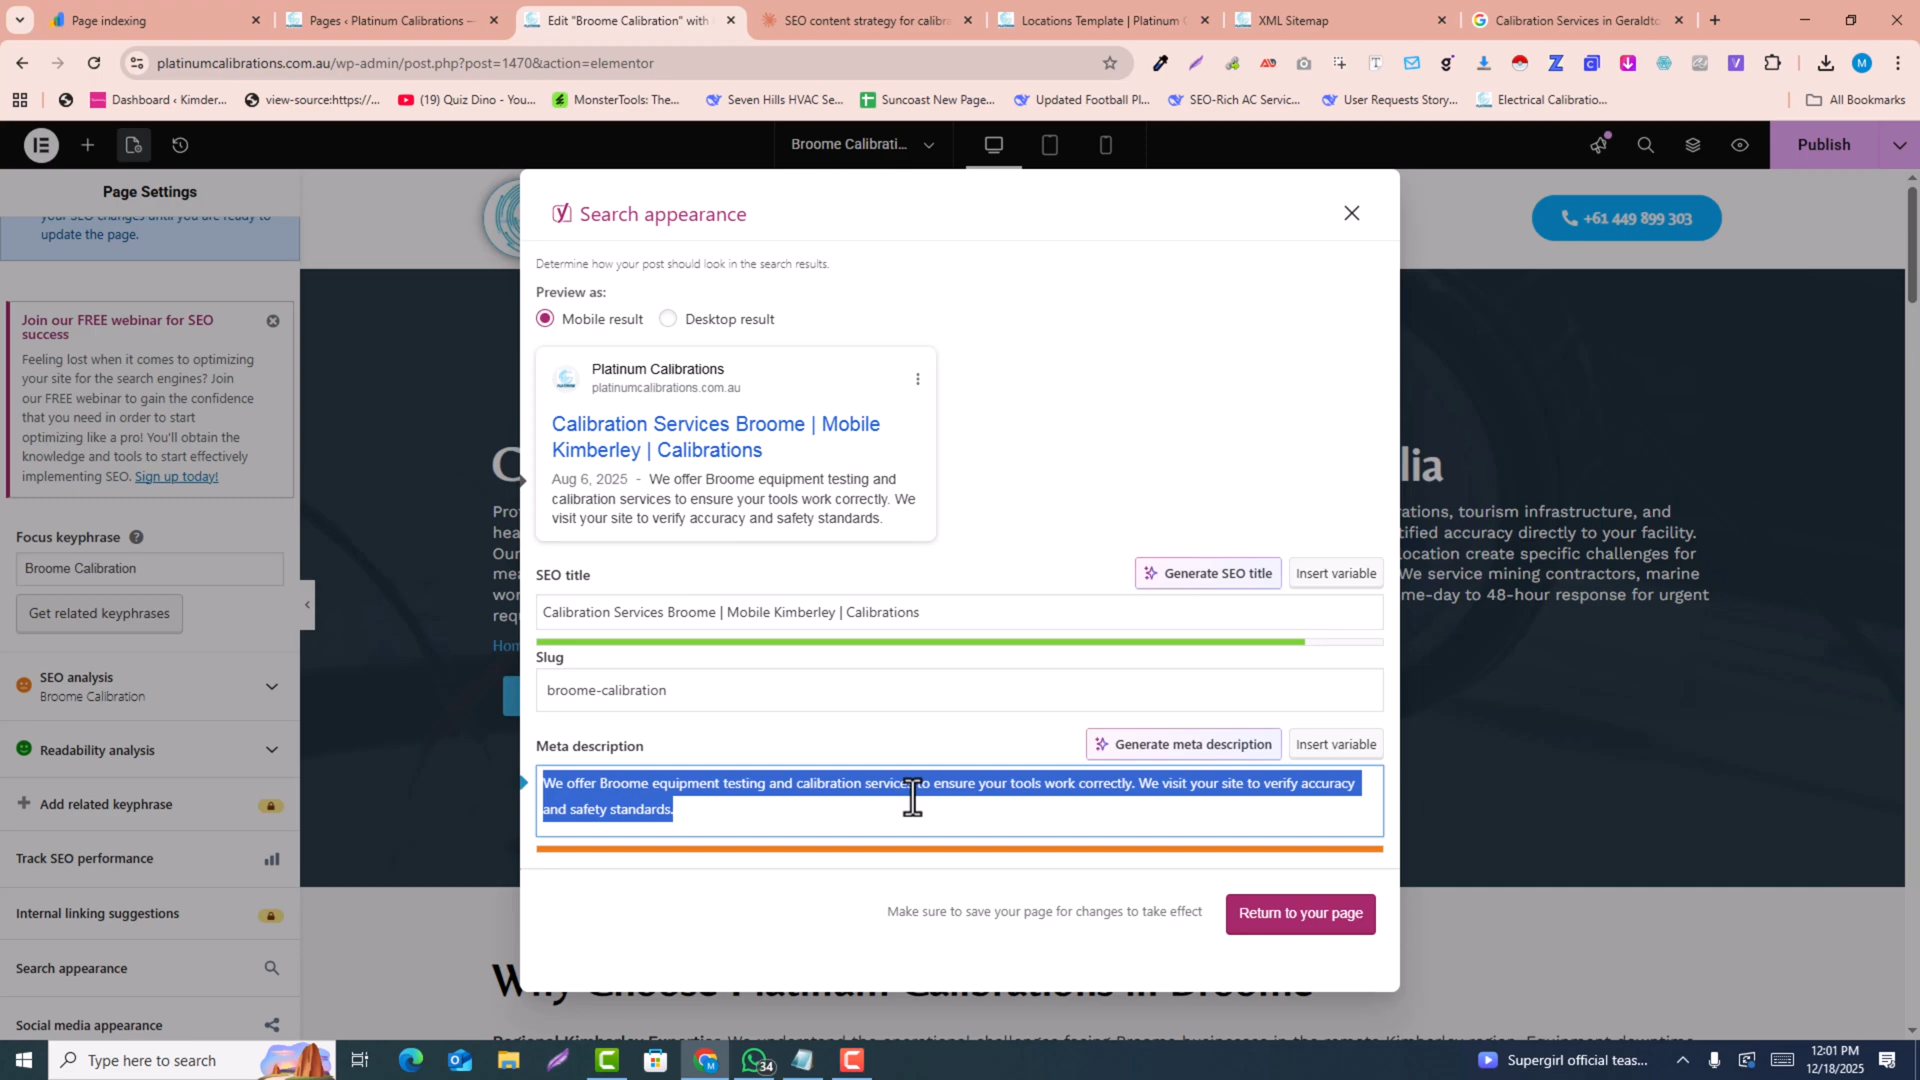 Page indexing
Pages ‹ Platinum Calibrations —
Edit "Broome Calibration" with
SEO content strategy for calibra
Locations Template | Platinum
XML Sitemap
Calibration Services in Geraldto
platinumcalibrations.com.au/wp-admin/post.php?post=1470&action=elementor
Dashboard ‹ Kimder...
view-source:https://...
(19) Quiz Dino - You...
MonsterTools: The...
Seven Hills HVAC Se...
Suncoast New Page...
Updated Football Pl...
SEO-Rich AC Servic...
User Requests Story...
Electrical Calibratio...
All Bookmarks
Broome Calibrati...
Publish
Page Settings
your SEO changes until you are ready to
update the page.
Join our FREE webinar for SEO
success
Feeling lost when it comes to optimizing
your site for the search engines? Join
our FREE webinar to gain the confidence
that you need in order to start
optimizing like a pro! You'll obtain the
knowledge and tools to start effectively
implementing SEO. Sign up today!
Focus keyphrase
Broome Calibration
Get related keyphrases
SEO analysis
Broome Calibration
Readability analysis
Add related keyphrase
Track SEO performance
Internal linking suggestions
Search appearance
Social media appearance
+61 449 899 303
Search appearance
Determine how your post should look in the search results.
Preview as:
Mobile result
Desktop result
Platinum Calibrations
platinumcalibrations.com.au
Calibration Services Broome | Mobile
Kimberley | Calibrations
Aug 6, 2025 - We offer Broome equipment testing and
calibration services to ensure your tools work correctly. We
visit your site to verify accuracy and safety standards.
SEO title
Generate SEO title
Insert variable
Calibration Services Broome | Mobile Kimberley | Calibrations
Slug
broome-calibration
Meta description
Generate meta description
Insert variable
We offer Broome equipment testing and calibration services to ensure your tools work correctly. We visit your site to verify accuracy
and safety standards.
Make sure to save your page for changes to take effect
Return to your page
lia
rations, tourism infrastructure, and
tified accuracy directly to your facility.
location create specific challenges for
We service mining contractors, marine
me-day to 48-hour response for urgent
Type here to search
34
Supergirl official teas...
12:01 PM
12/18/2025